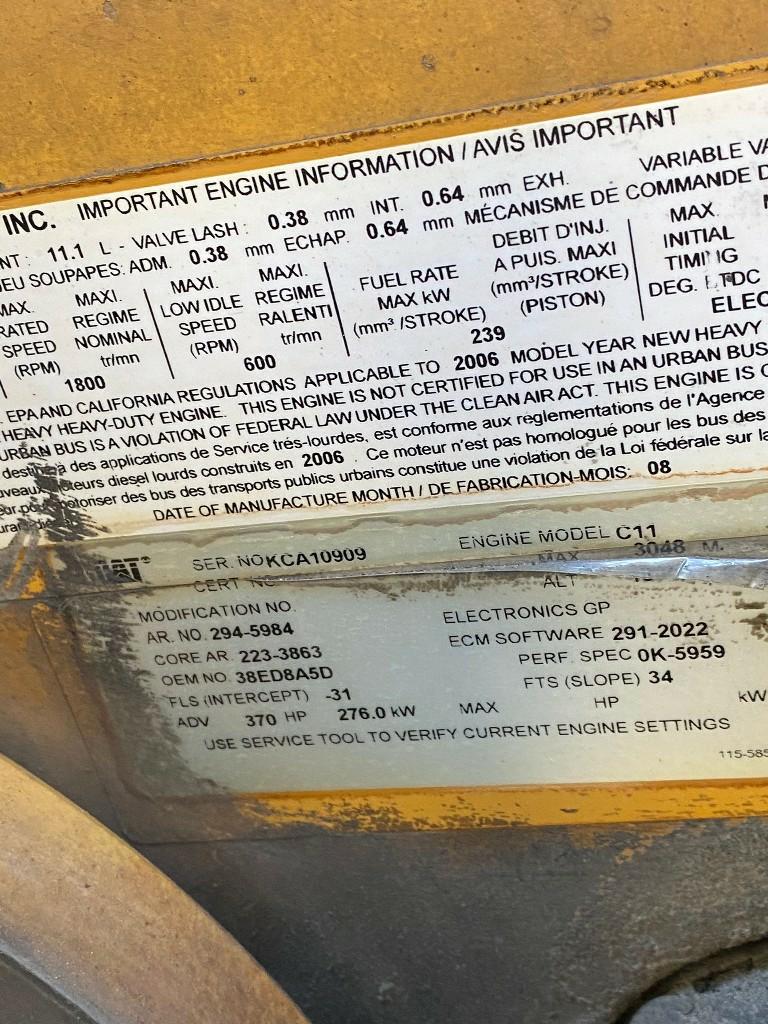 INC. IMPORTANT ENGINE INFORMATION / AVIS IMPORTANT
NT: 11.1 L - VALVE LASH: 0.38 mm INT. 0.64 mm EXH. VARIABLE VA
JEU SOUPAPES: ADM. 0.38 mm ECHAP. 0.64 mm MÉCANISME DE COMMANDE D
MAX. RATED SPEED (RPM)
MAXI. REGIME NOMINAL tr/mn
1800
MAXI. LOW IDLE SPEED (RPM)
MAXI. REGIME RALENTI tr/mn
600
FUEL RATE MAX kW (mm³/STROKE)
DEBIT D'INJ. A PUIS. MAXI (mm³/STROKE) (PISTON)
239
MAX. INITIAL TIMING DEG. BTDC
ELEC
EPA AND CALIFORNIA REGULATIONS APPLICABLE TO 2006 MODEL YEAR NEW HEAVY
HEAVY HEAVY-DUTY ENGINE. THIS ENGINE IS NOT CERTIFIED FOR USE IN AN URBAN BUS
URBAN BUS IS A VIOLATION OF FEDERAL LAW UNDER THE CLEAN AIR ACT. THIS ENGINE IS
à des applications de Service trés-lourdes, est conforme aux réglementations de l'Agence
moteurs diesel lourds construits en 2006. Ce moteur n'est pas homologué pour les bus des
motoriser des bus des transports publics urbains constitue une violation de la Loi fédérale sur la
DATE OF MANUFACTURE MONTH / DE FABRICATION-MOIS: 08
CAT® SER. NO KCA10909 ENGINE MODEL C11
CERT NO MAX ALT 3048 M.
MODIFICATION NO. ELECTRONICS GP
AR. NO. 294-5984 ECM SOFTWARE 291-2022
CORE AR. 223-3863 PERF. SPEC 0K-5959
OEM NO. 38ED8A5D FTS (SLOPE) 34
FLS (INTERCEPT) -31
ADV 370 HP 276.0 kW MAX HP kW
USE SERVICE TOOL TO VERIFY CURRENT ENGINE SETTINGS
115-585